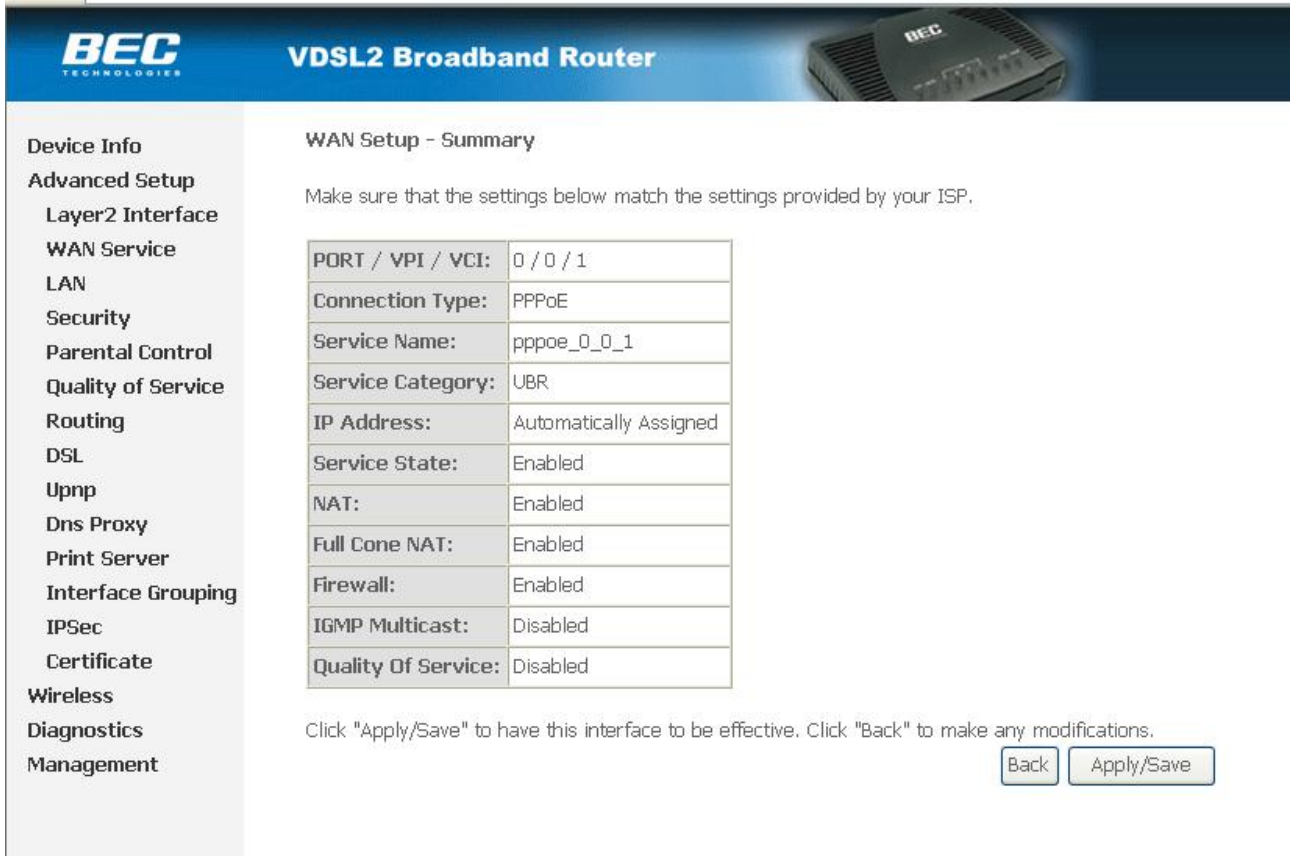 BEC
TECHNOLOGIES
VDSL2 Broadband Router
BEC
Device Info
Advanced Setup
Layer2 Interface
WAN Service
LAN
Security
Parental Control
Quality of Service
Routing
DSL
Upnp
Dns Proxy
Print Server
Interface Grouping
IPSec
Certificate
Wireless
Diagnostics
Management
WAN Setup - Summary
Make sure that the settings below match the settings provided by your ISP.
PORT / VPI / VCI: 0 / 0 / 1
Connection Type: PPPoE
Service Name: pppoe_0_0_1
Service Category: UBR
IP Address: Automatically Assigned
Service State: Enabled
NAT: Enabled
Full Cone NAT: Enabled
Firewall: Enabled
IGMP Multicast: Disabled
Quality Of Service: Disabled
Click "Apply/Save" to have this interface to be effective. Click "Back" to make any modifications.
Back Apply/Save